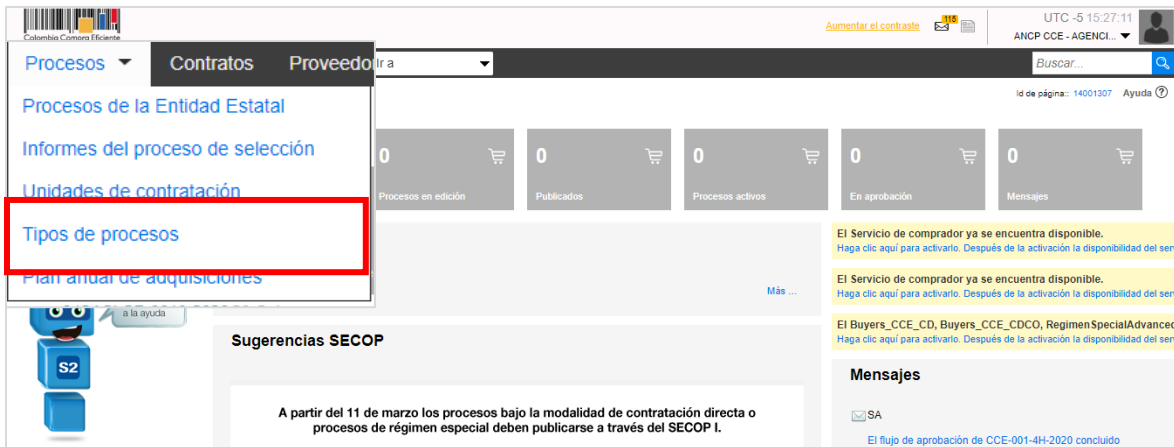 Colombia Compra Eficiente
Aumentar el contraste
115
UTC -5 15:27:11
ANCP CCE - AGENCI...
Procesos Contratos Proveedo
Ir a
Buscar...
Id de página:: 14001307 Ayuda ?
Procesos de la Entidad Estatal
Informes del proceso de selección
Unidades de contratación
Tipos de procesos
Plan anual de adquisiciones
0 0 0 0 0
Procesos en edición Publicados Procesos activos En aprobación Mensajes
El Servicio de comprador ya se encuentra disponible.
Haga clic aquí para activarlo. Después de la activación la disponibilidad del ser
El Servicio de comprador ya se encuentra disponible.
Haga clic aquí para activarlo. Después de la activación la disponibilidad del ser
El Buyers_CCE_CD, Buyers_CCE_CDCO, RegimenSpecialAdvanced
Haga clic aquí para activarlo. Después de la activación la disponibilidad del ser
Más ...
a la ayuda
S2
Sugerencias SECOP
A partir del 11 de marzo los procesos bajo la modalidad de contratación directa o
procesos de régimen especial deben publicarse a través del SECOP I.
Mensajes
SA
El flujo de aprobación de CCE-001-4H-2020 concluido